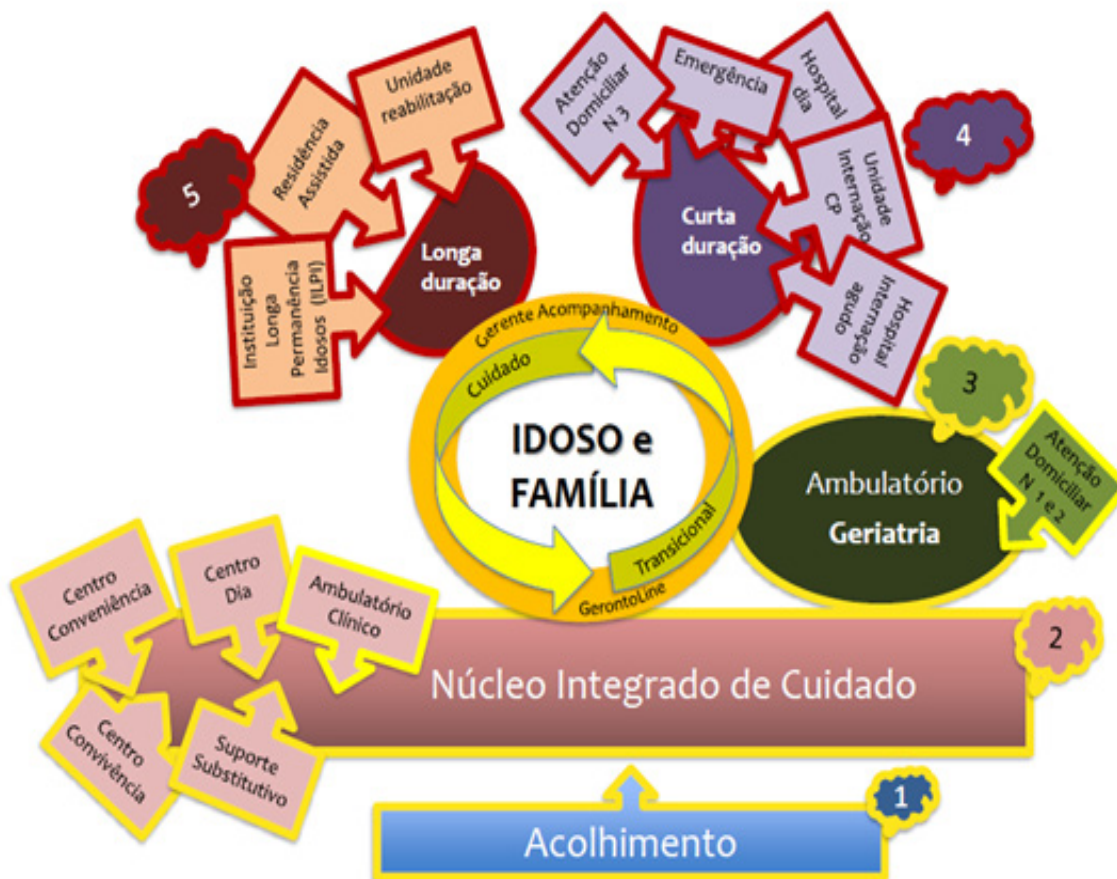 Unidade
reabilitação
Residência
Assistida
Instituição
Longa
Permanência
Idosos (ILPI)
5
Longa
duração
Atenção
Domiciliar
N 3
Emergência
Hospital
dia
Unidade
Internação
CP
Hospital
Internação
agudo
4
Curta
duração
Gerente Acompanhamento
Cuidado
IDOSO e
FAMÍLIA
Transicional
GerontoLine
3
Ambulatório
Geriatria
Atenção
Domiciliar
N 1 e 2
Centro
Conveniência
Centro
Dia
Ambulatório
Clínico
Centro
Convivência
Suporte
Substitutivo
Núcleo Integrado de Cuidado
2
Acolhimento
1